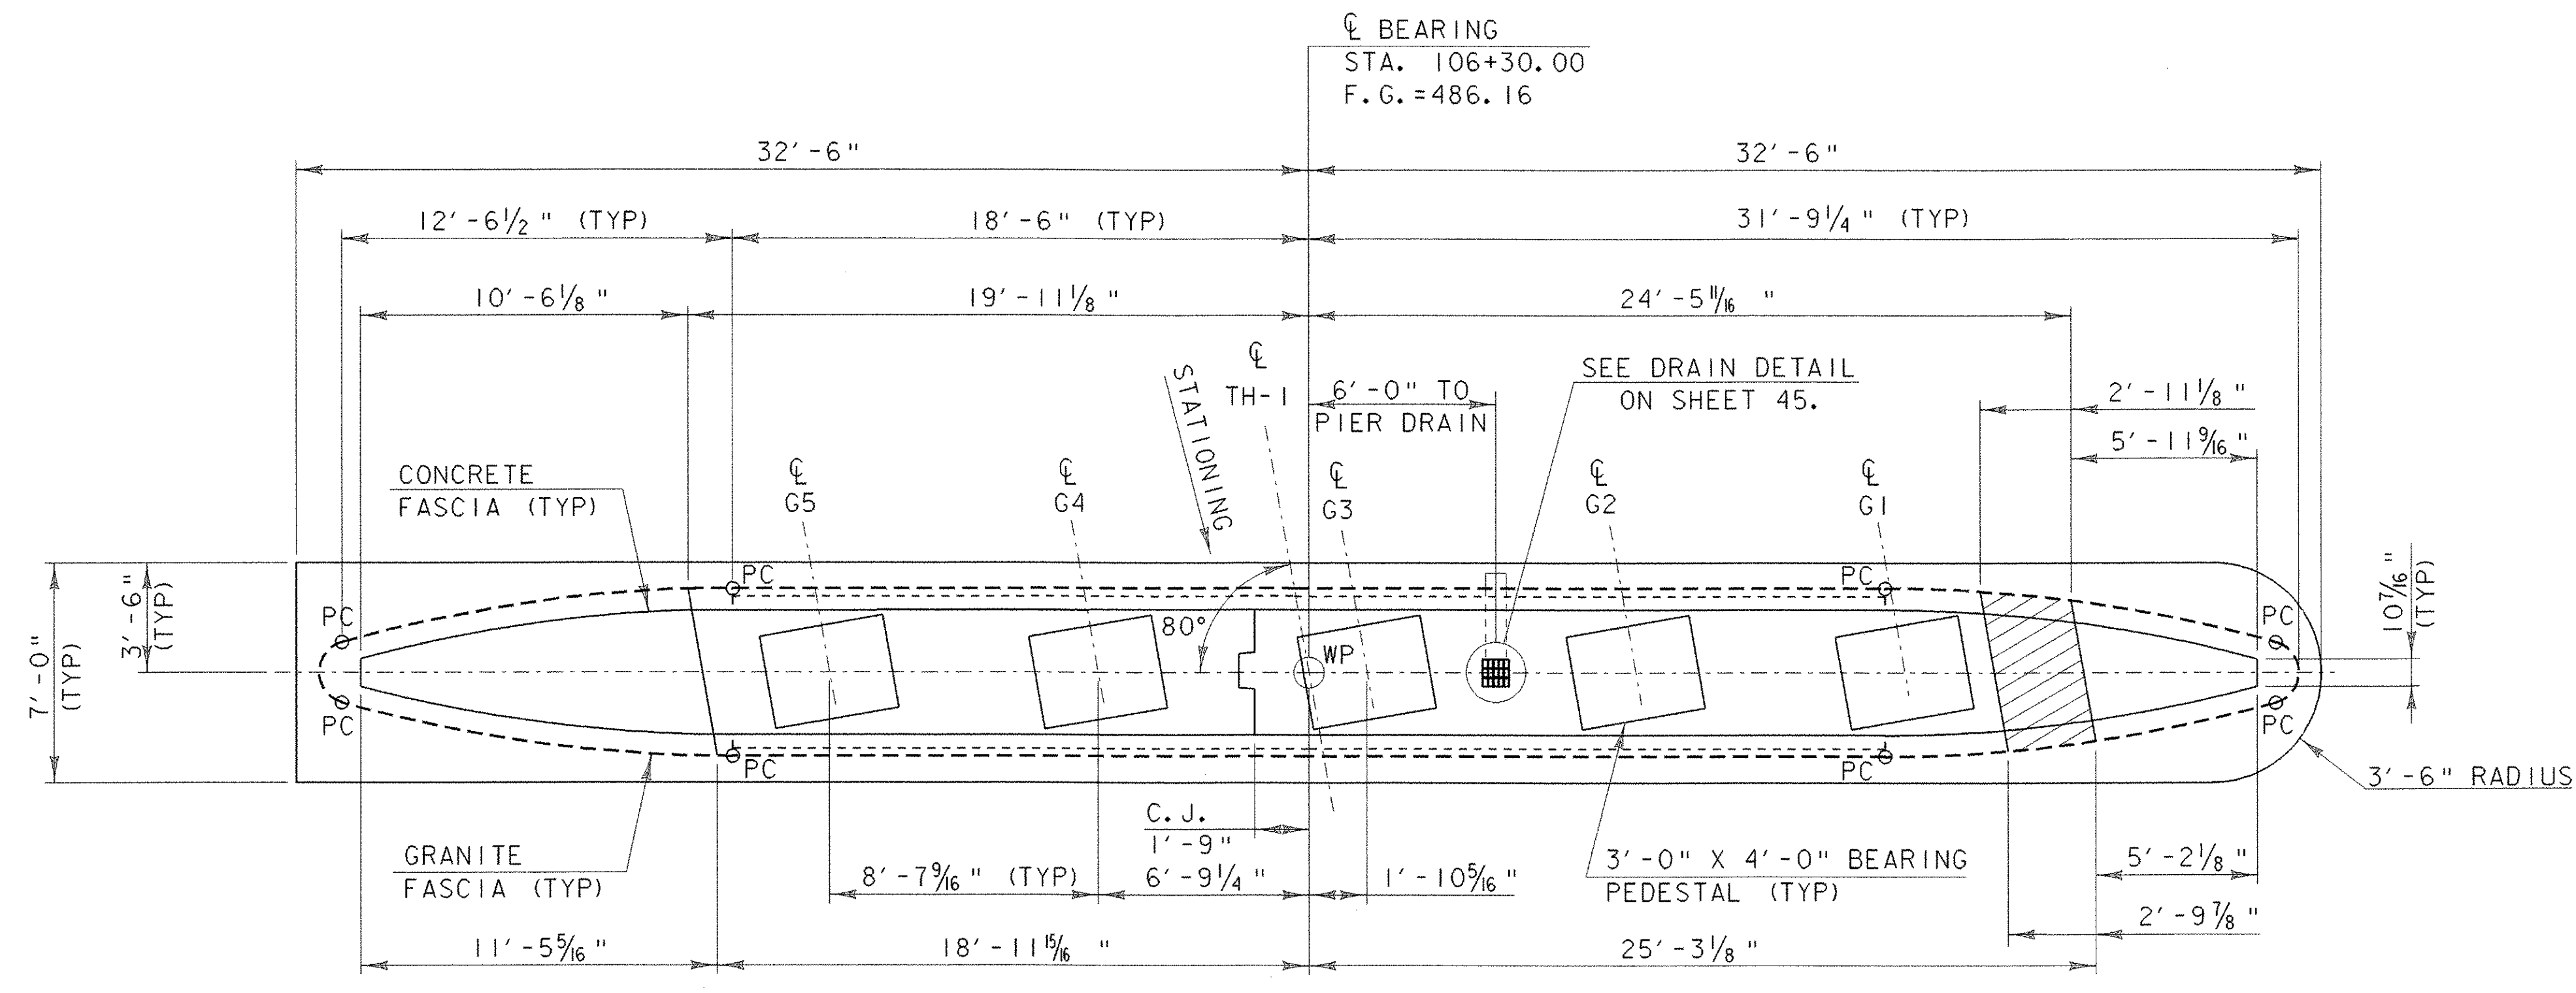 ℄ BEARING
STA. 106+30.00
F.G.=486.16
32'-6"
32'-6"
12'-6½" (TYP)
18'-6" (TYP)
31'-9¼" (TYP)
10'-6⅛"
19'-11⅛"
24'-5 11/16"
℄
TH-1
STATIONING
6'-0" TO
PIER DRAIN
SEE DRAIN DETAIL
ON SHEET 45.
2'-11⅛"
5'-11 9/16"
CONCRETE
FASCIA (TYP)
℄
G5
℄
G4
℄
G3
℄
G2
℄
G1
PC
PC
PC
PC
80°
WP
3'-6"
(TYP)
7'-0"
(TYP)
10 7/16"
(TYP)
PC
PC
PC
PC
3'-6" RADIUS
C.J.
1'-9"
GRANITE
FASCIA (TYP)
8'-7 9/16" (TYP)
6'-9¼"
1'-10 5/16"
3'-0" X 4'-0" BEARING
PEDESTAL (TYP)
5'-2⅛"
2'-9⅞"
11'-5 5/16"
18'-11 15/16"
25'-3⅛"